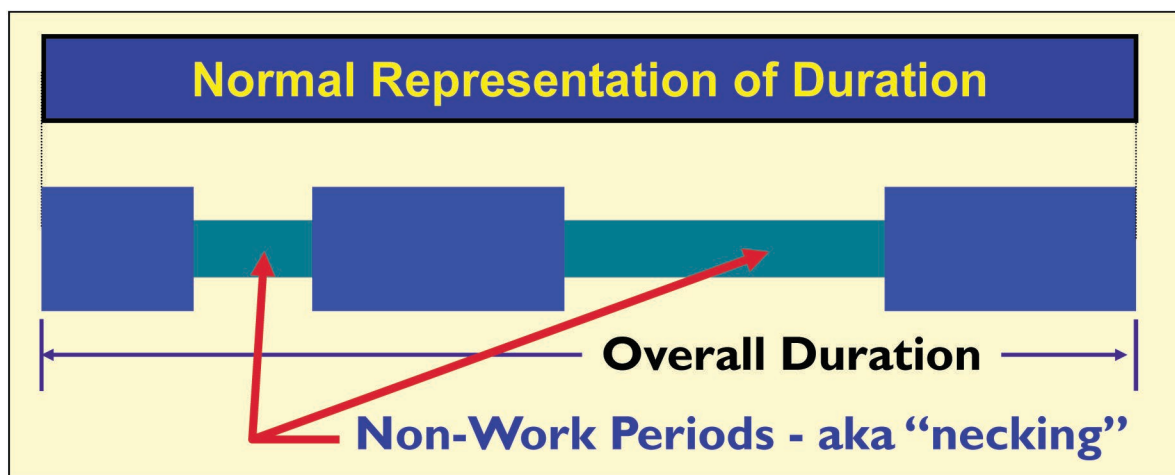 Normal Representation of Duration
Overall Duration
Non-Work Periods - aka “necking”